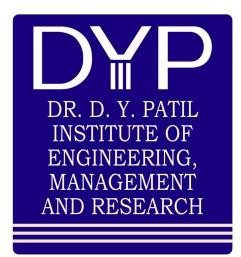 DYP
DR. D. Y. PATIL
INSTITUTE OF
ENGINEERING,
MANAGEMENT
AND RESEARCH